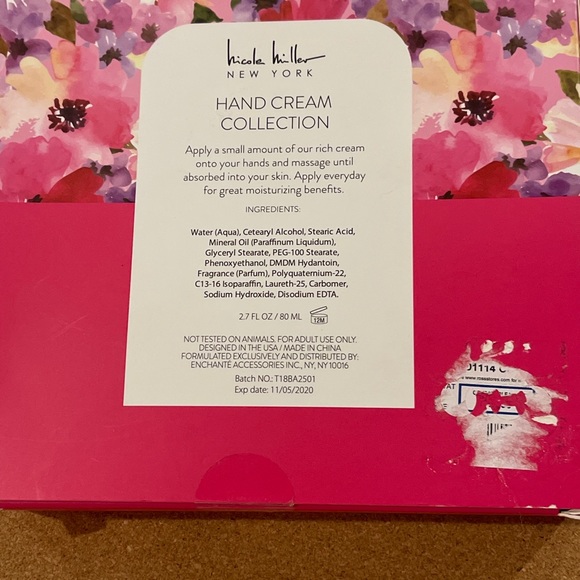 nicole miller
NEW YORK
HAND CREAM
COLLECTION
Apply a small amount of our rich cream
onto your hands and massage until
absorbed into your skin. Apply everyday
for great moisturizing benefits.
INGREDIENTS:
Water (Aqua), Cetearyl Alcohol, Stearic Acid,
Mineral Oil (Paraffinum Liquidum),
Glyceryl Stearate, PEG-100 Stearate,
Phenoxyethanol, DMDM Hydantoin,
Fragrance (Parfum), Polyquaternium-22,
C13-16 Isoparaffin, Laureth-25, Carbomer,
Sodium Hydroxide, Disodium EDTA.
2.7 FL OZ / 80 ML 12M
NOT TESTED ON ANIMALS. FOR ADULT USE ONLY.
DESIGNED IN THE USA / MADE IN CHINA
FORMULATED EXCLUSIVELY AND DISTRIBUTED BY:
ENCHANTÉ ACCESSORIES INC., NY, NY 10016
Batch NO.: T18BA2501
Exp date: 11/05/2020